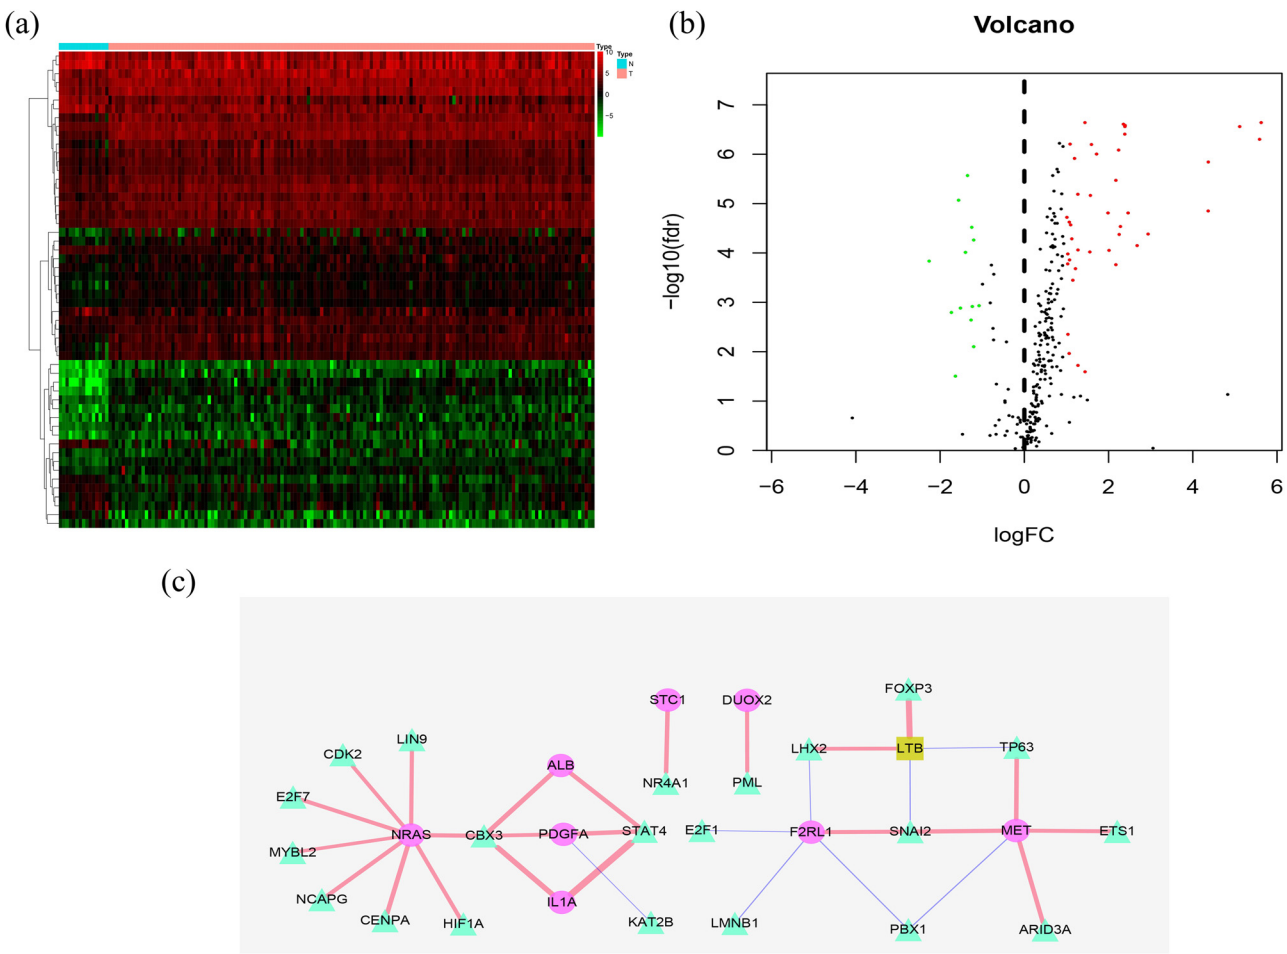 (a)
Type
10
5
0
−5
Type
N
T
(b)
Volcano
−log10(fdr)
7
6
5
4
3
2
1
0
−6
−4
−2
0
2
4
6
logFC
(c)
FOXP3
STC1
DUOX2
LIN9
CDK2
LHX2
LTB
TP63
ALB
NR4A1
PML
E2F7
NRAS
CBX3
PDGFA
STAT4
E2F1
F2RL1
SNAI2
MET
ETS1
MYBL2
NCAPG
IL1A
CENPA
HIF1A
KAT2B
LMNB1
PBX1
ARID3A